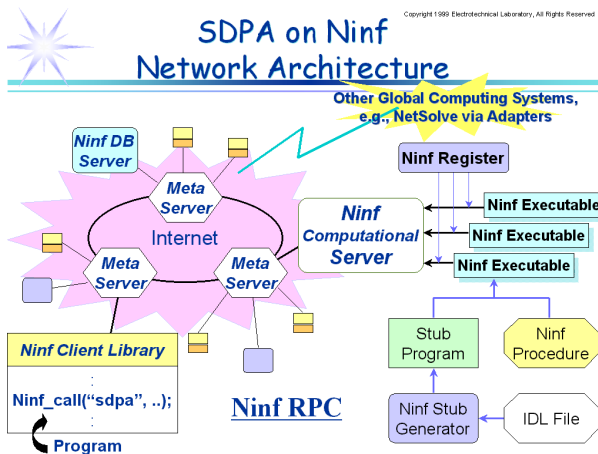 Copyright 1999 Electrotechnical Laboratory, All Rights Reserved
SDPA on Ninf
Network Architecture
Other Global Computing Systems,
e.g., NetSolve via Adapters
Ninf DB
Server
Ninf Register
Meta
Server
Ninf
Computational
Server
Ninf Executable
Internet
Ninf Executable
Meta
Server
Meta
Server
Ninf Executable
Stub
Program
Ninf
Procedure
Ninf Client Library
:
Ninf_call(“sdpa”, ..);
:
Program
Ninf RPC
Ninf Stub
Generator
IDL File